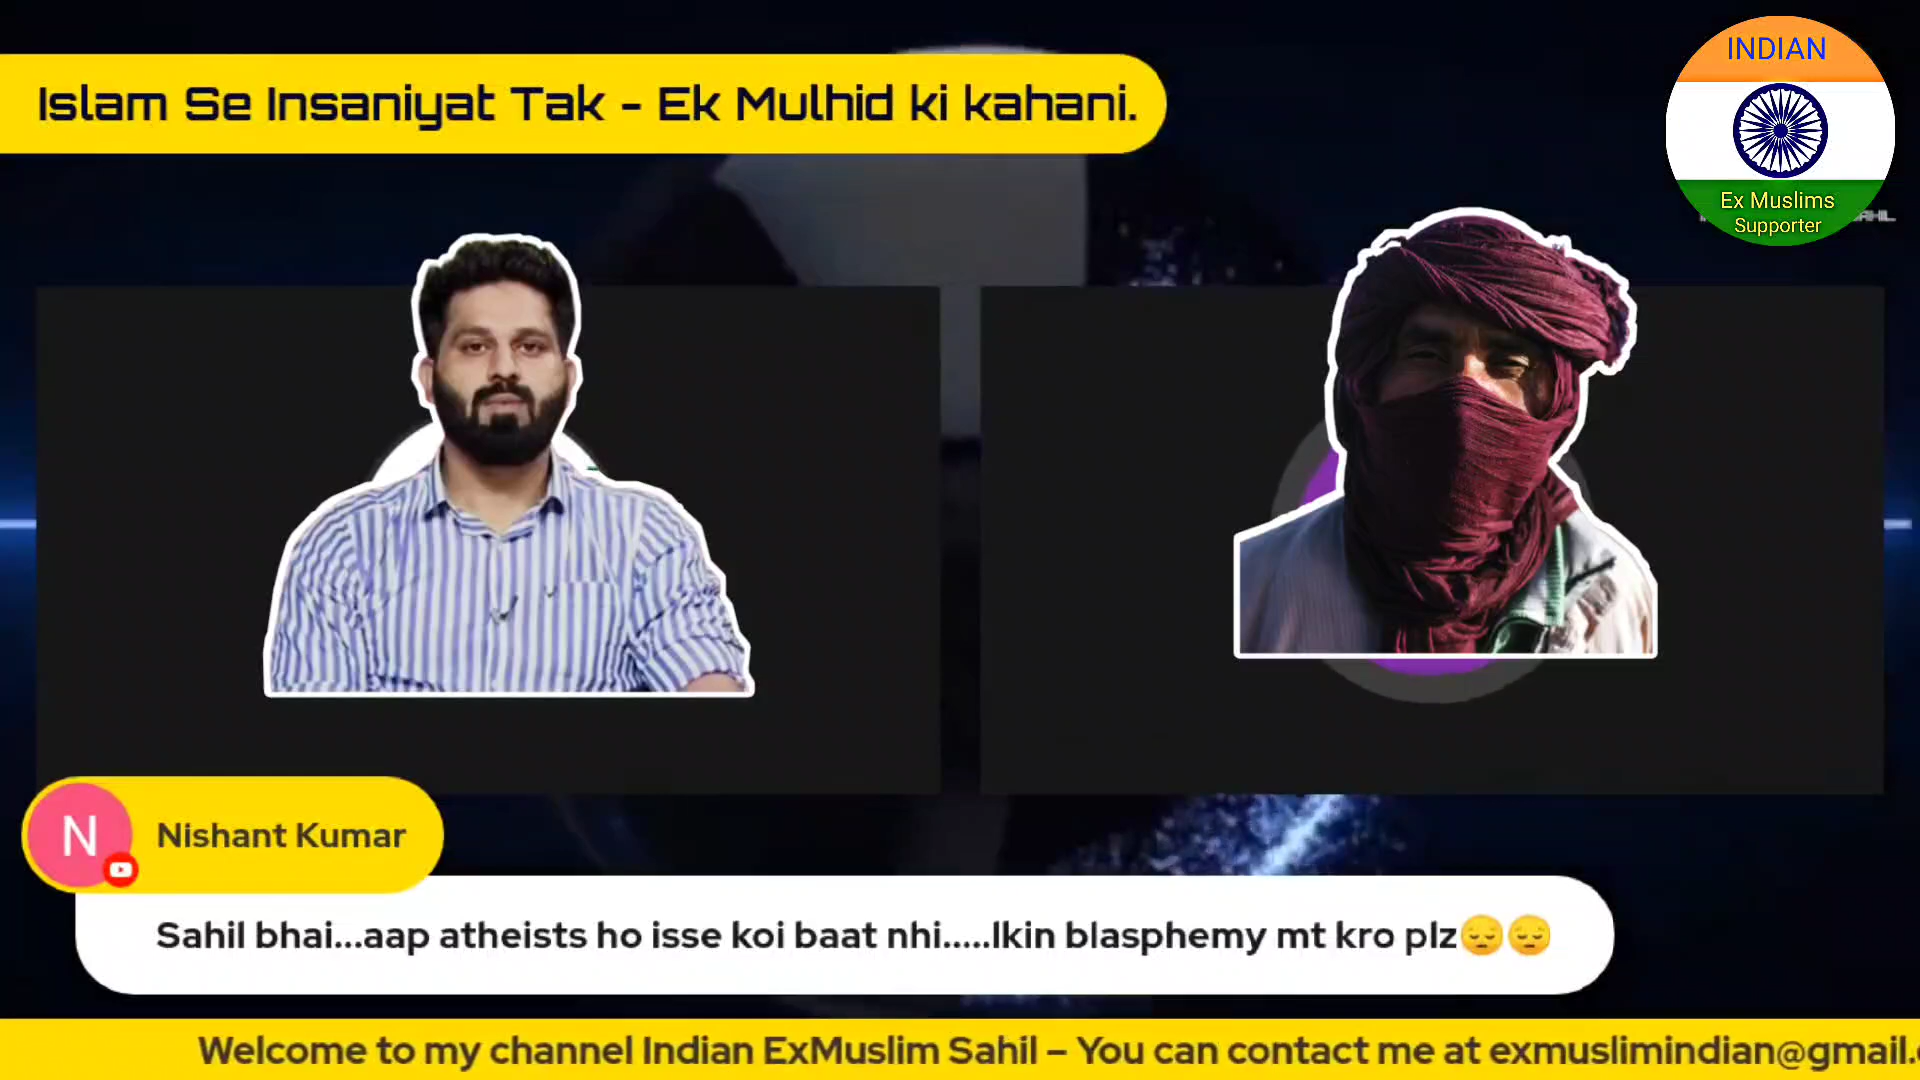 Islam Se Insaniyat Tak - Ek Mulhid ki kahani.
INDIAN
Ex Muslims
Supporter
N
Nishant Kumar
Sahil bhai...aap atheists ho isse koi baat nhi.....lkin blasphemy mt kro plz😔😔
Welcome to my channel Indian ExMuslim Sahil – You can contact me at exmuslimindian@gmail.